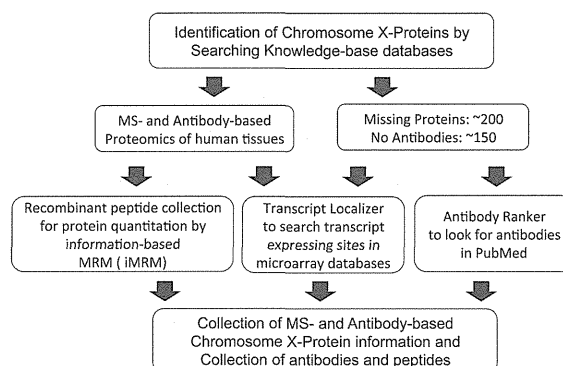 Identification of Chromosome X-Proteins by
Searching Knowledge-base databases
MS- and Antibody-based
Proteomics of human tissues
Missing Proteins: ~200
No Antibodies: ~150
Recombinant peptide collection
for protein quantitation by
information-based
MRM ( iMRM)
Transcript Localizer
to search transcript
expressing sites in
microarray databases
Antibody Ranker
to look for antibodies
in PubMed
Collection of MS- and Antibody-based
Chromosome X-Protein information and
Collection of antibodies and peptides